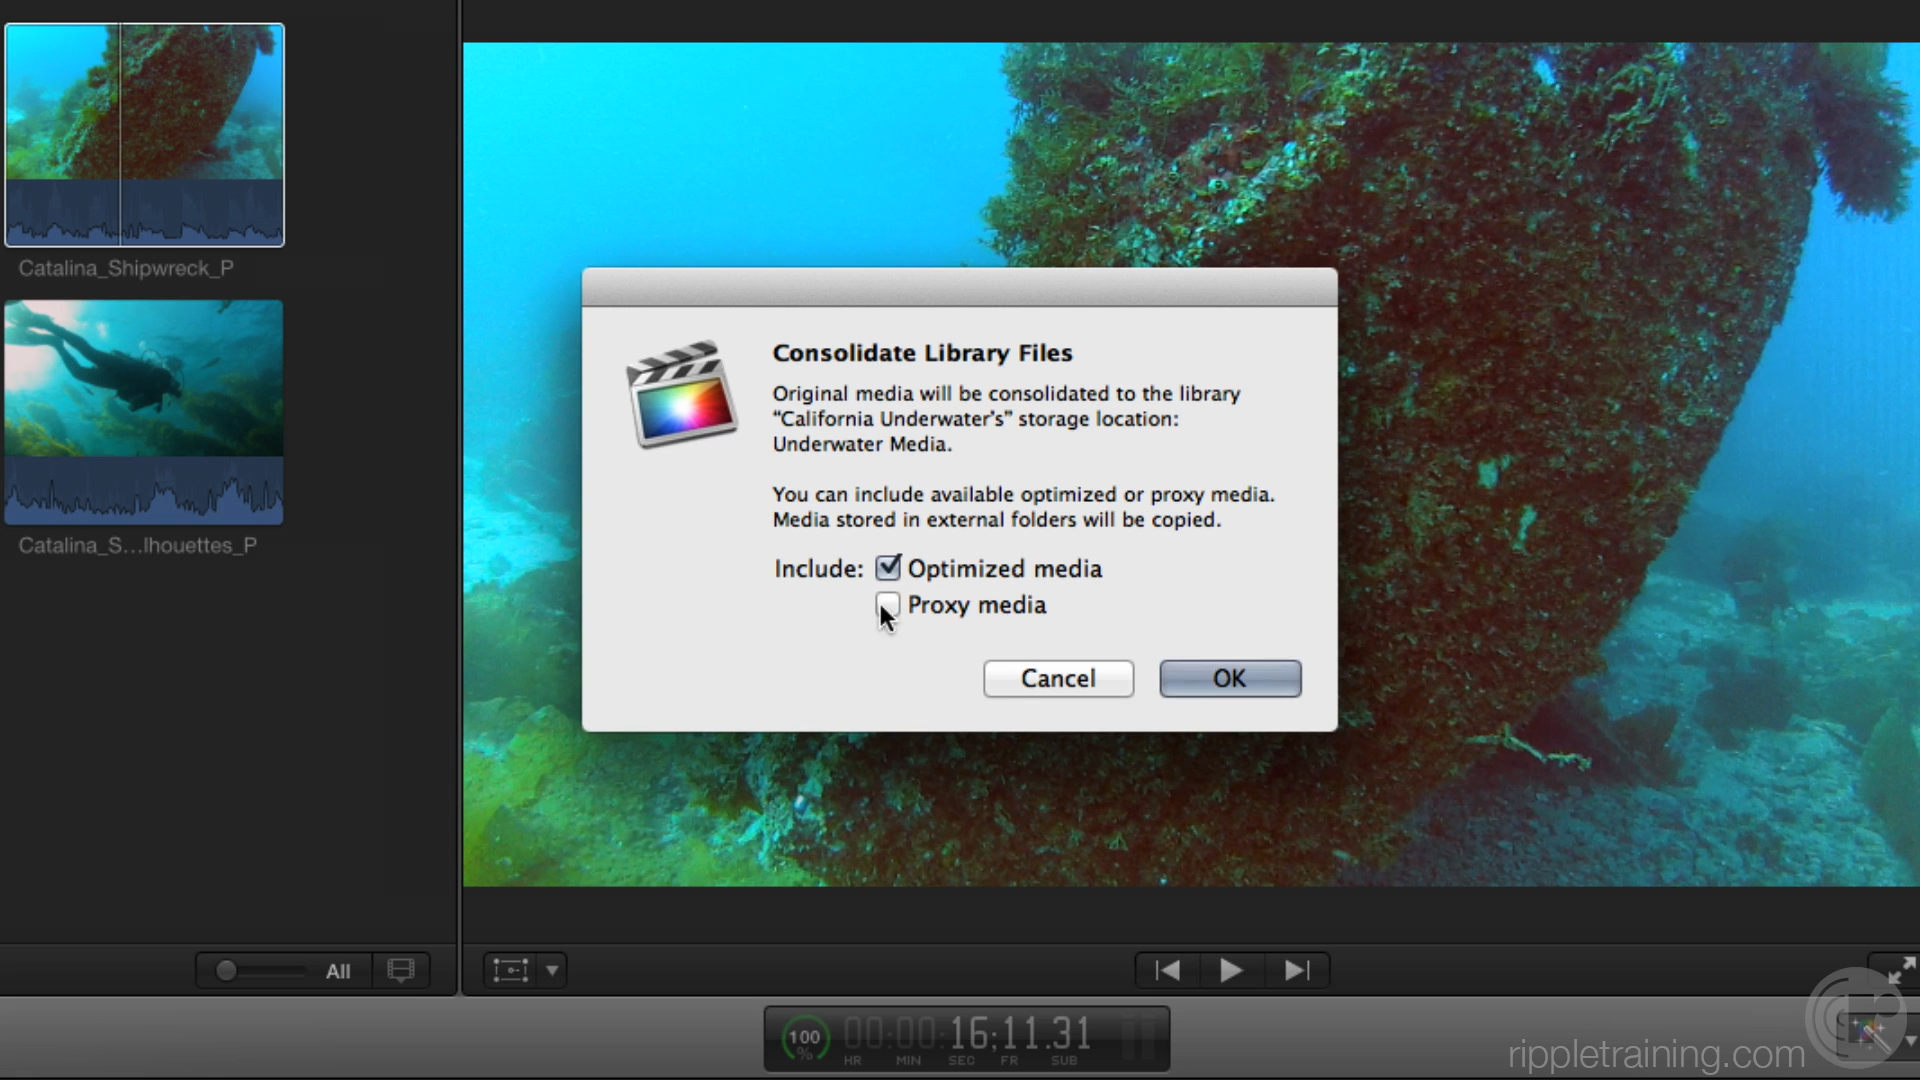 Catalina_Shipwreck_P
Catalina_S...lhouettes_P
Consolidate Library Files
Original media will be consolidated to the library
“California Underwater’s” storage location:
Underwater Media.
You can include available optimized or proxy media.
Media stored in external folders will be copied.
Include: Optimized media
Proxy media
Cancel
OK
All
100
%
00:00:16;11.31
HR MIN SEC FR SUB
rippletraining.com